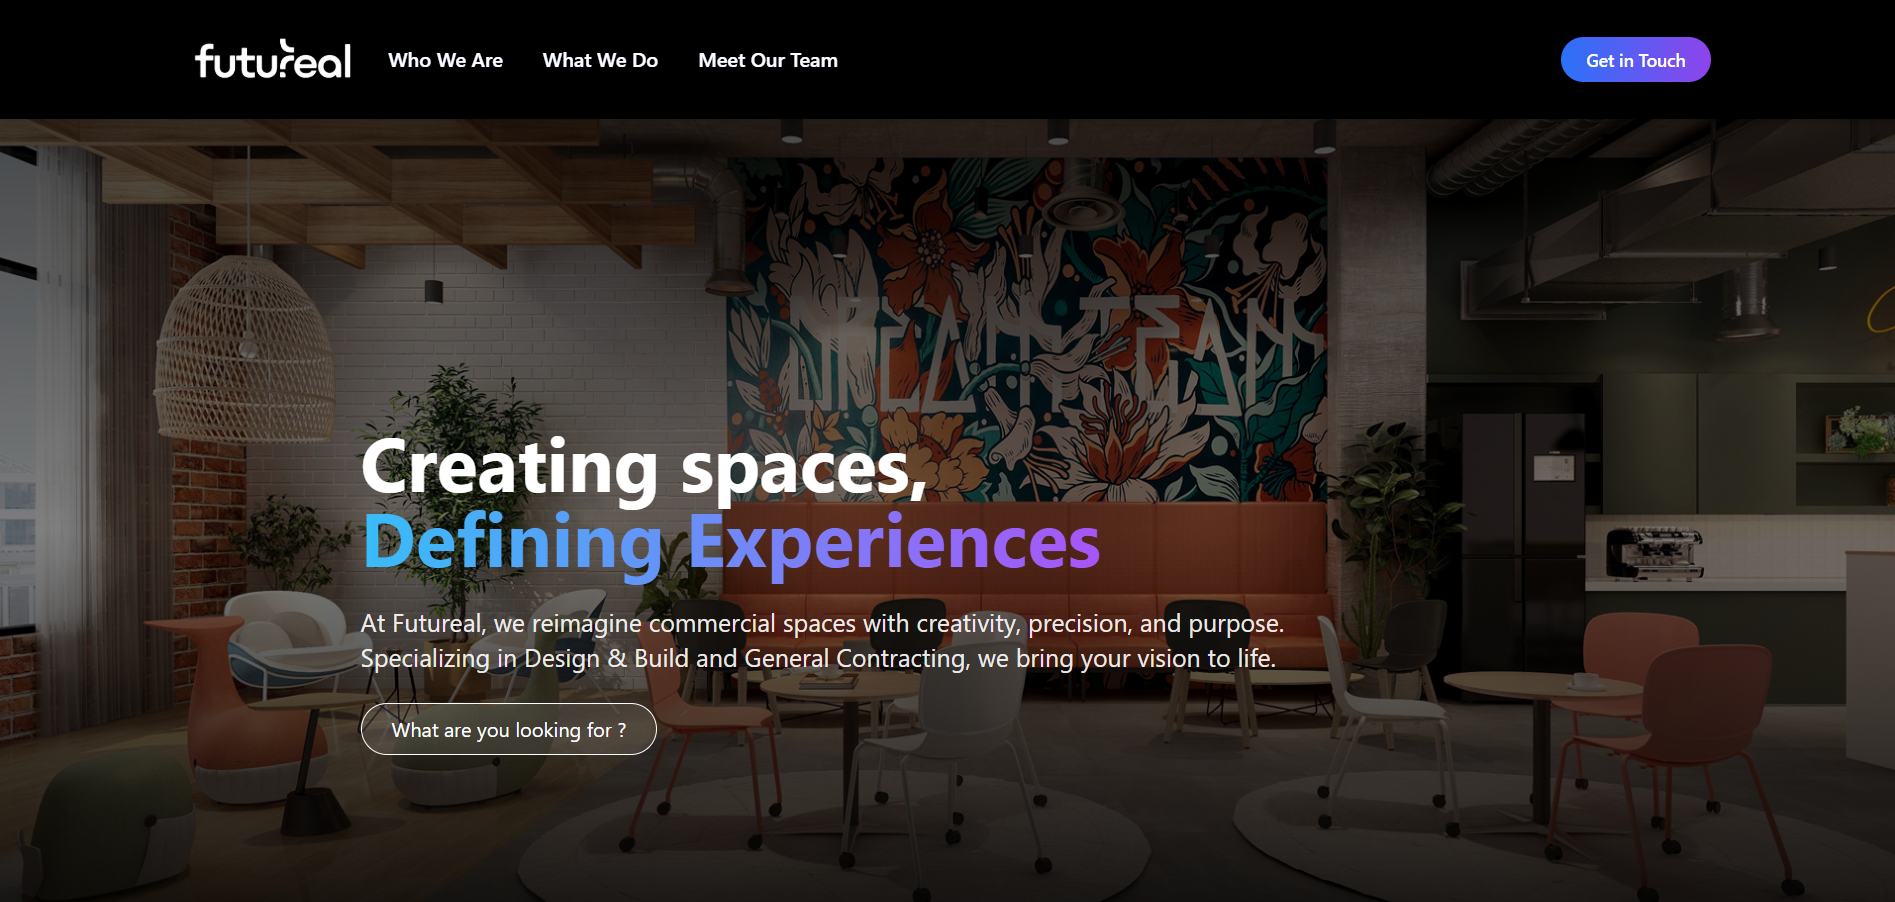 futureal
Who We Are
What We Do
Meet Our Team
Get in Touch
DREAM TEAM
Creating spaces,
Defining Experiences
At Futureal, we reimagine commercial spaces with creativity, precision, and purpose.
Specializing in Design & Build and General Contracting, we bring your vision to life.
What are you looking for ?